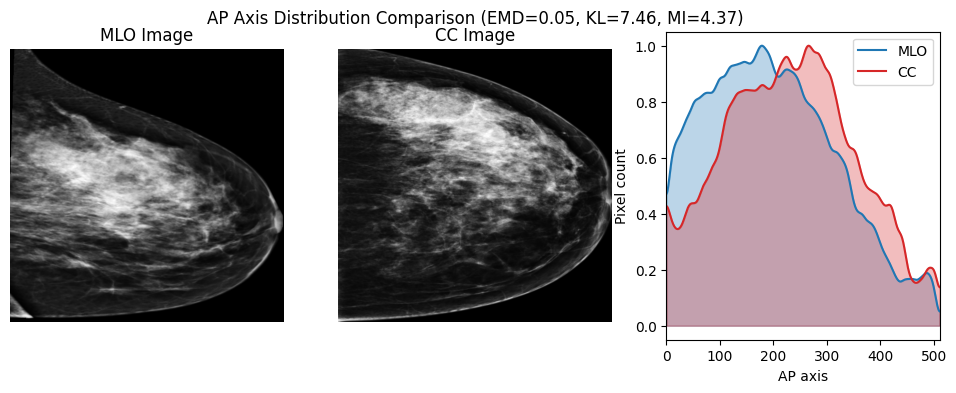 AP Axis Distribution Comparison (EMD=0.05, KL=7.46, MI=4.37)
MLO Image
CC Image
MLO
CC
Pixel count
1.0
0.8
0.6
0.4
0.2
0.0
0 100 200 300 400 500
AP axis